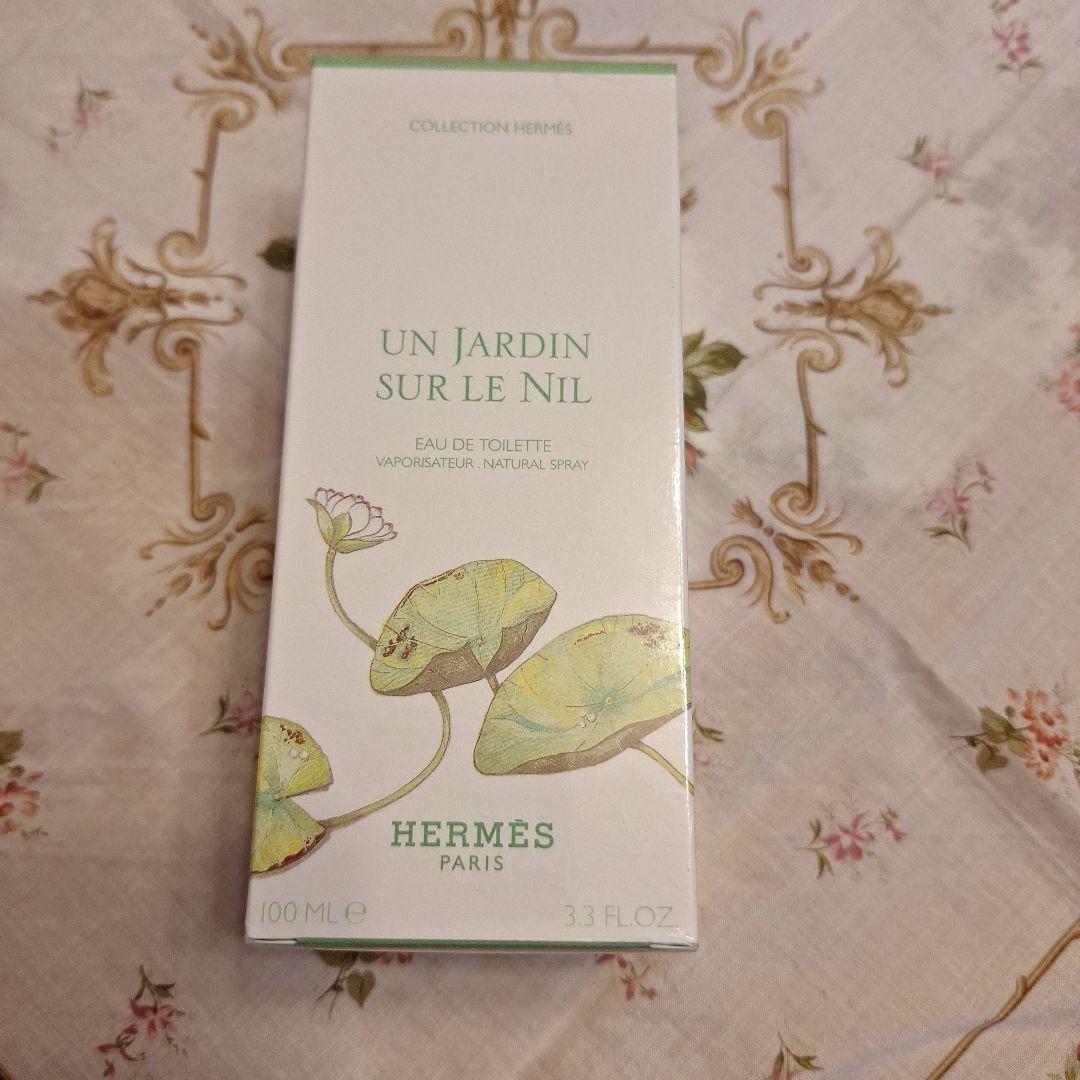 COLLECTION HERMÈS
UN JARDIN
SUR LE NIL
EAU DE TOILETTE
VAPORISATEUR . NATURAL SPRAY
HERMÈS
PARIS
100 ML ℮ 3.3 FL.OZ.